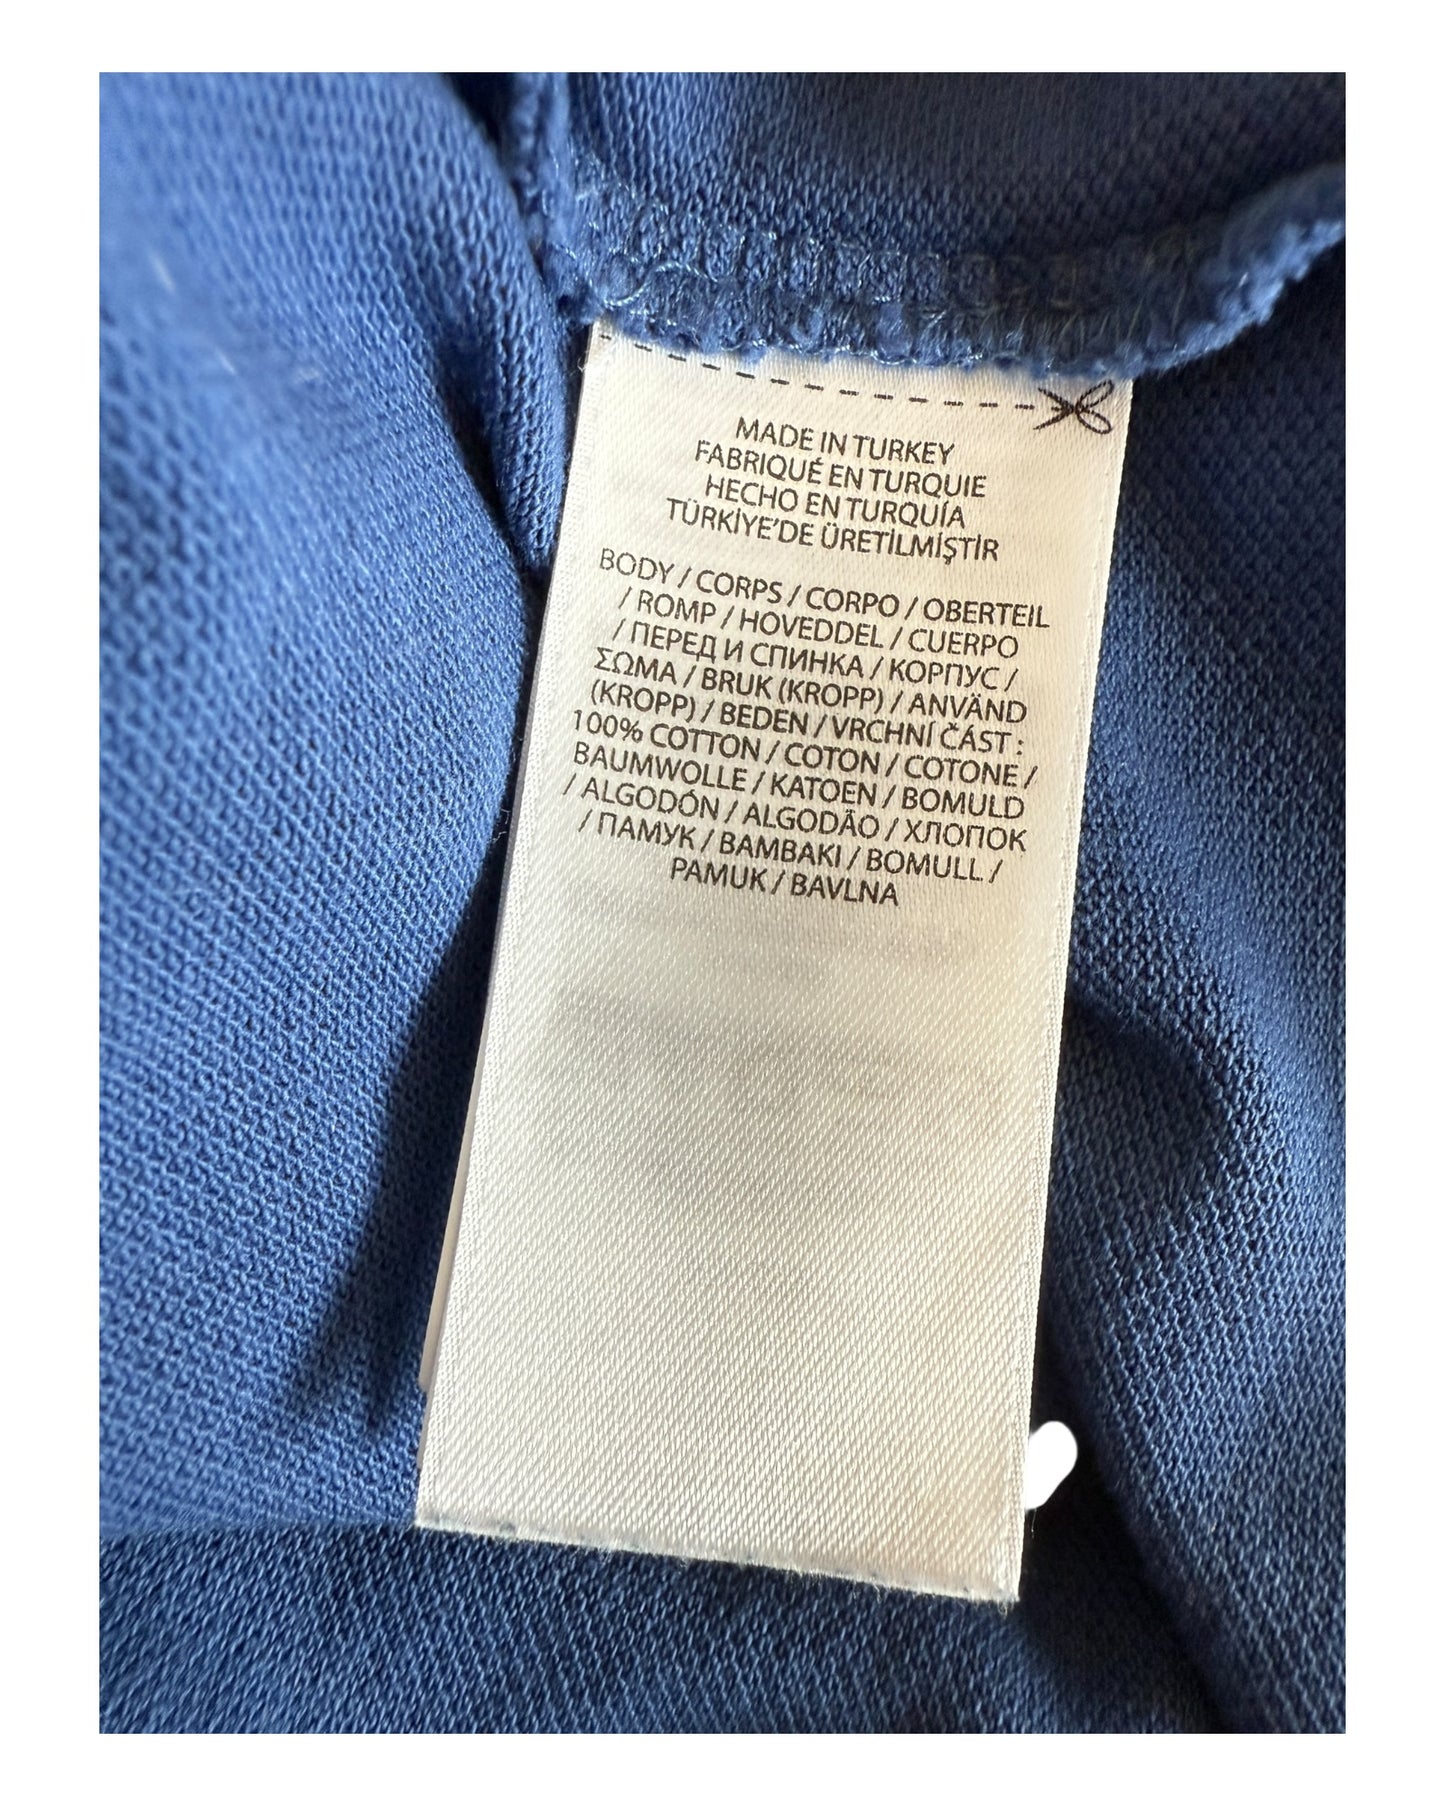 MADE IN TURKEY
FABRIQUÉ EN TURQUIE
HECHO EN TURQUÍA
TÜRKİYE'DE ÜRETİLMİŞTİR
BODY / CORPS / CORPO / OBERTEIL
/ ROMP / HOVEDDEL / CUERPO
/ ПЕРЕД И СПИНКА / КОРПУС /
ΣΩΜΑ / BRUK (KROPP) / ANVÄND
(KROPP) / BEDEN / VRCHNÍ ČÁST :
100% COTTON / COTON / COTONE /
BAUMWOLLE / KATOEN / BOMULD
/ ALGODÓN / ALGODÃO / ХЛОПОК
/ ПАМУК / BAMBAKI / BOMULL /
PAMUK / BAVLNA